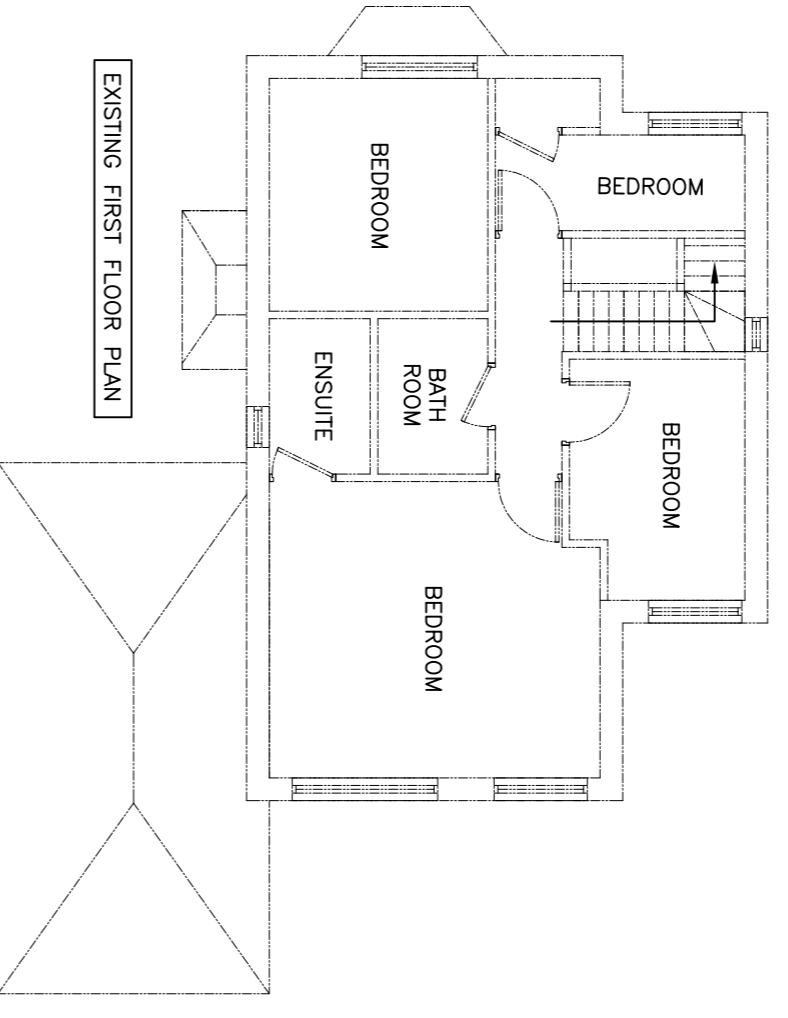 EXISTING FIRST FLOOR PLAN
BEDROOM
BEDROOM
ENSUITE
BATH
ROOM
BEDROOM
BEDROOM